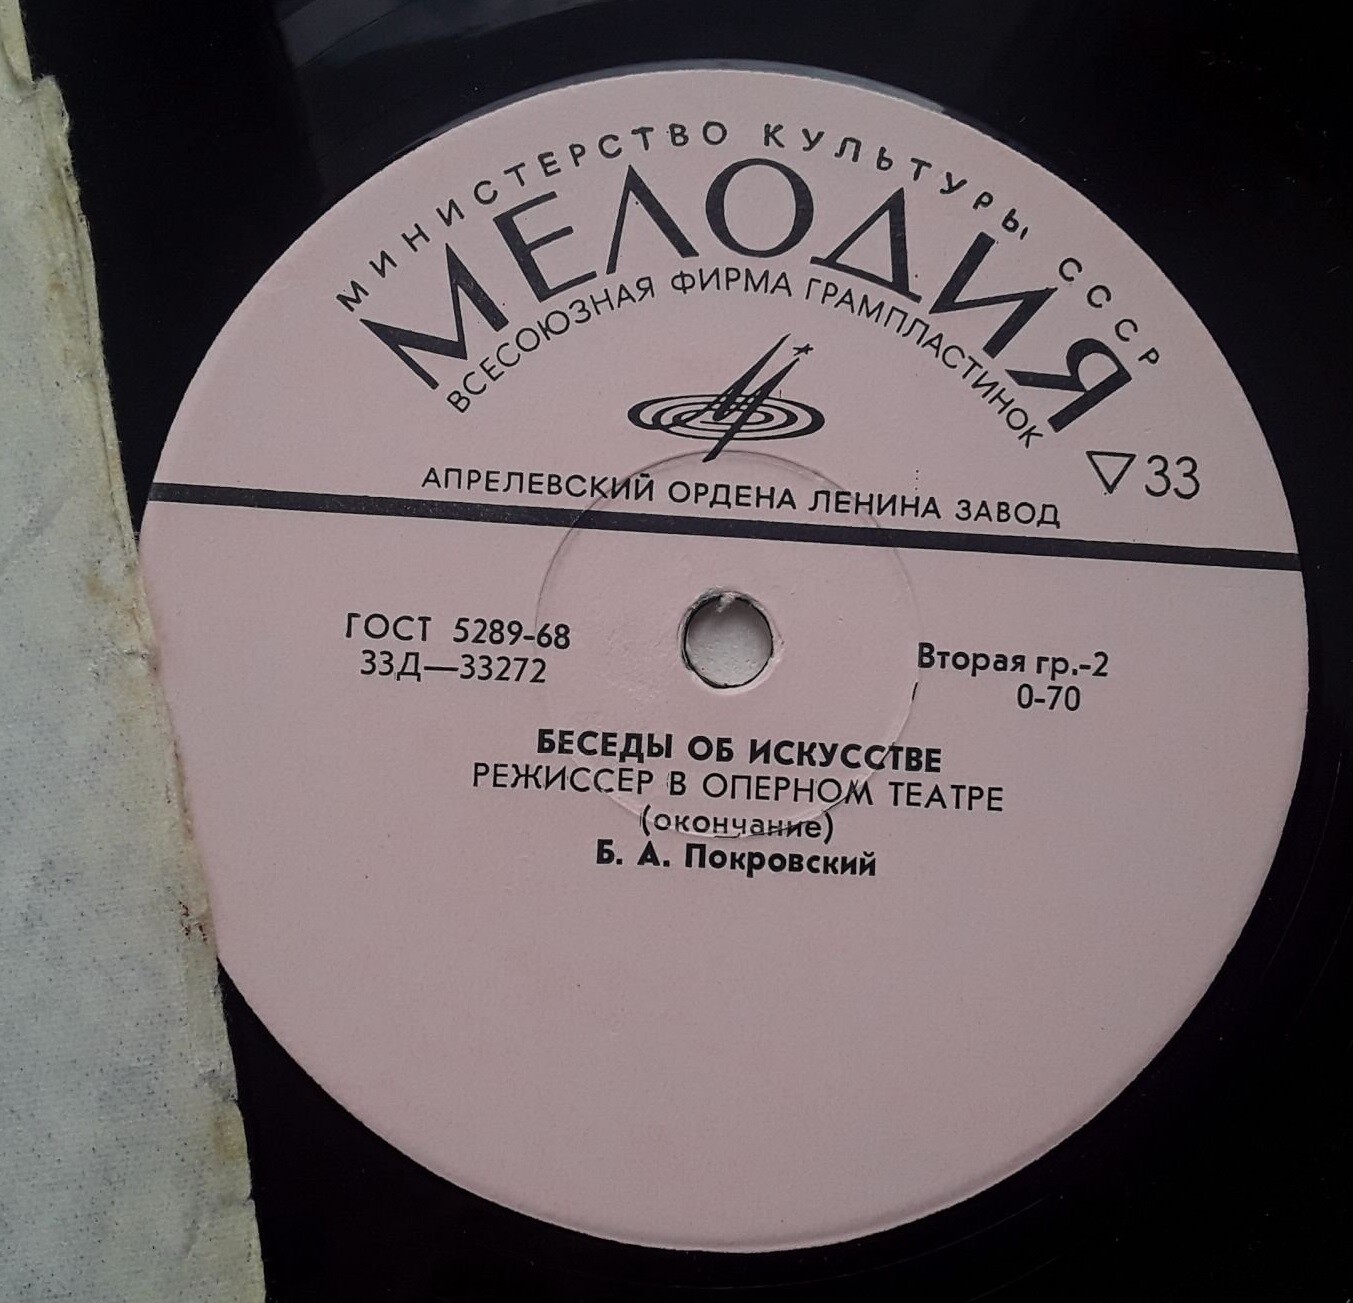 МИНИСТЕРСТВО КУЛЬТУРЫ СССР
МЕЛОДИЯ
ВСЕСОЮЗНАЯ ФИРМА ГРАМПЛАСТИНОК
▽33
АПРЕЛЕВСКИЙ ОРДЕНА ЛЕНИНА ЗАВОД
ГОСТ 5289-68
33Д—33272
Вторая гр.-2
0-70
БЕСЕДЫ ОБ ИСКУССТВЕ
РЕЖИССЕР В ОПЕРНОМ ТЕАТРЕ
(окончание)
Б. А. Покровский